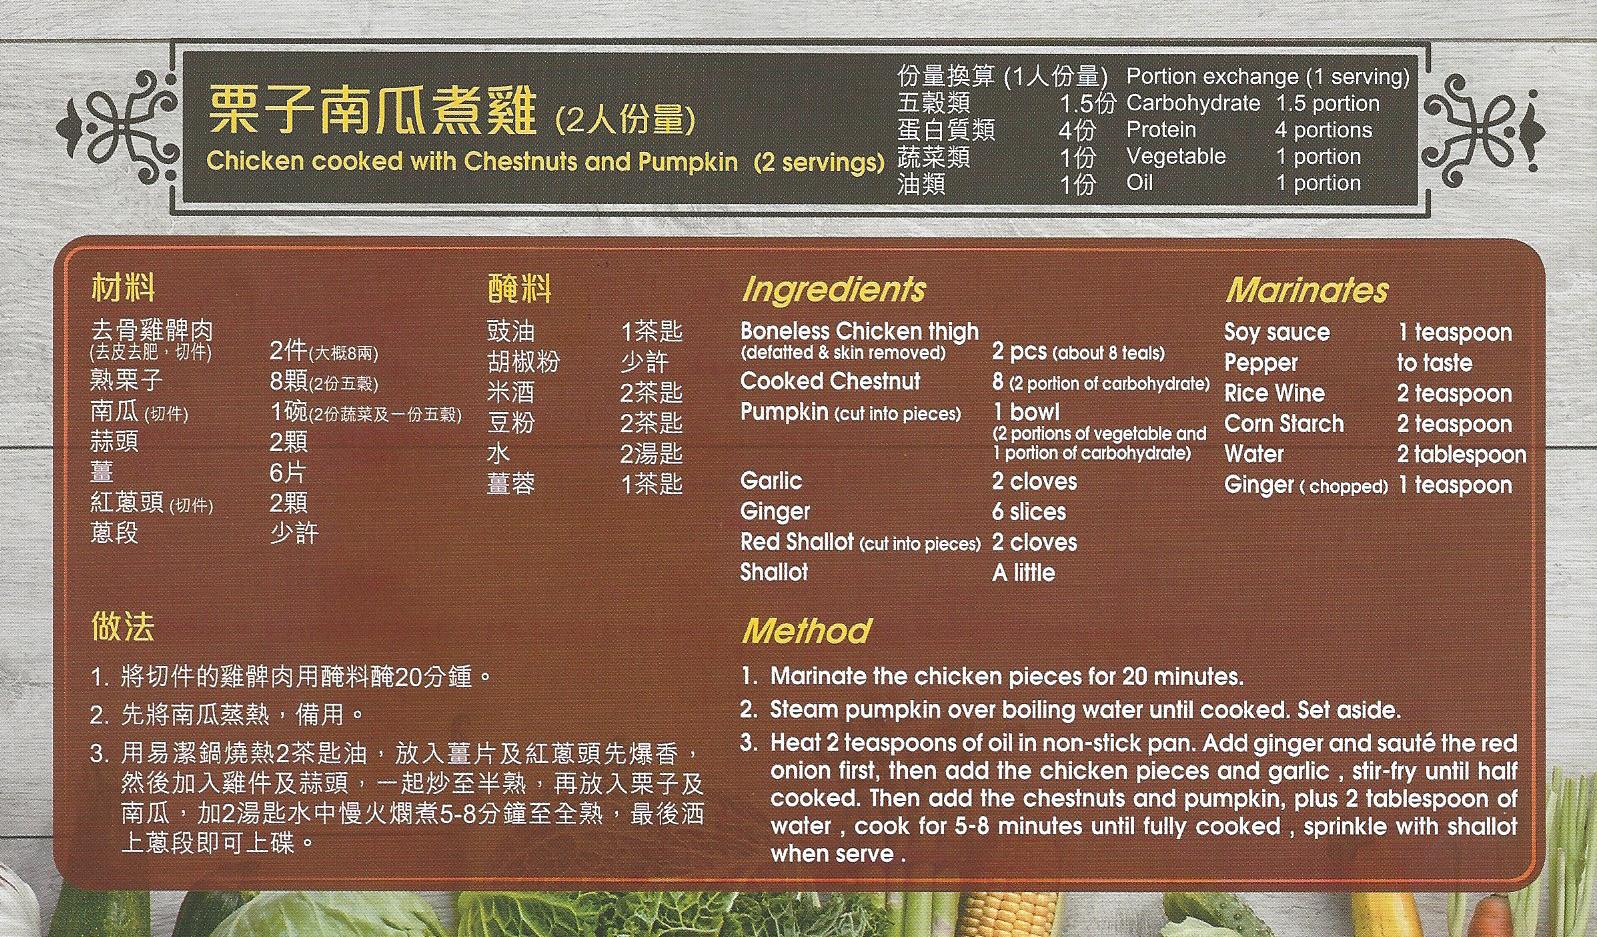 栗子南瓜煮雞 (2人份量)
Chicken cooked with Chestnuts and Pumpkin (2 servings)
份量換算 (1人份量) Portion exchange (1 serving)
五穀類 1.5份 Carbohydrate 1.5 portion
蛋白質類 4份 Protein 4 portions
蔬菜類 1份 Vegetable 1 portion
油類 1份 Oil 1 portion
材料
去骨雞髀肉
(去皮去肥，切件) 2件(大概8兩)
熟栗子 8顆(2份五穀)
南瓜 (切件) 1碗(2份蔬菜及一份五穀)
蒜頭 2顆
薑 6片
紅蔥頭 (切件) 2顆
蔥段 少許
醃料
豉油 1茶匙
胡椒粉 少許
米酒 2茶匙
豆粉 2茶匙
水 2湯匙
薑蓉 1茶匙
Ingredients
Boneless Chicken thigh
(defatted & skin removed) 2 pcs (about 8 teals)
Cooked Chestnut 8 (2 portion of carbohydrate)
Pumpkin (cut into pieces) 1 bowl
(2 portions of vegetable and
1 portion of carbohydrate)
Garlic 2 cloves
Ginger 6 slices
Red Shallot (cut into pieces) 2 cloves
Shallot A little
Marinates
Soy sauce 1 teaspoon
Pepper to taste
Rice Wine 2 teaspoon
Corn Starch 2 teaspoon
Water 2 tablespoon
Ginger ( chopped) 1 teaspoon
做法
1. 將切件的雞髀肉用醃料醃20分鍾。
2. 先將南瓜蒸熱，備用。
3. 用易潔鍋燒熱2茶匙油，放入薑片及紅蔥頭先爆香，
然後加入雞件及蒜頭，一起炒至半熟，再放入栗子及
南瓜，加2湯匙水中慢火燜煮5-8分鐘至全熟，最後洒
上蔥段即可上碟。
Method
1. Marinate the chicken pieces for 20 minutes.
2. Steam pumpkin over boiling water until cooked. Set aside.
3. Heat 2 teaspoons of oil in non-stick pan. Add ginger and sauté the red
onion first, then add the chicken pieces and garlic , stir-fry until half
cooked. Then add the chestnuts and pumpkin, plus 2 tablespoon of
water , cook for 5-8 minutes until fully cooked , sprinkle with shallot
when serve .